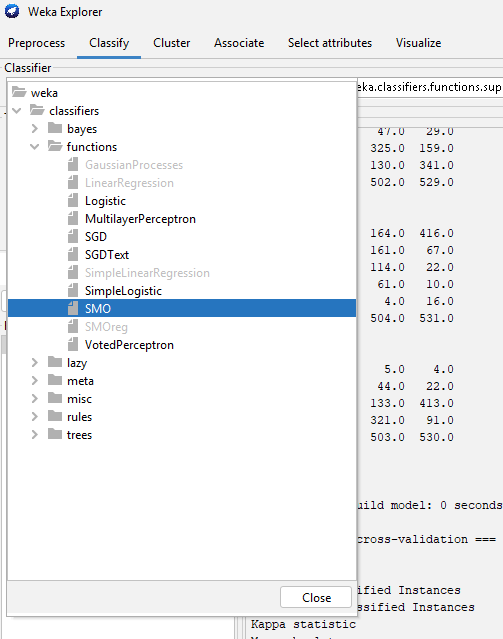 Weka Explorer
Preprocess Classify Cluster Associate Select attributes Visualize
Classifier
weka
classifiers
bayes
functions
GaussianProcesses
LinearRegression
Logistic
MultilayerPerceptron
SGD
SGDText
SimpleLinearRegression
SimpleLogistic
SMO
SMOreg
VotedPerceptron
lazy
meta
misc
rules
trees
Close
eka.classifiers.functions.sup
47.0 29.0
325.0 159.0
130.0 341.0
502.0 529.0
164.0 416.0
161.0 67.0
114.0 22.0
61.0 10.0
4.0 16.0
504.0 531.0
5.0 4.0
44.0 22.0
133.0 413.0
321.0 91.0
503.0 530.0
uild model: 0 seconds
cross-validation ===
ified Instances
ssified Instances
Kappa statistic